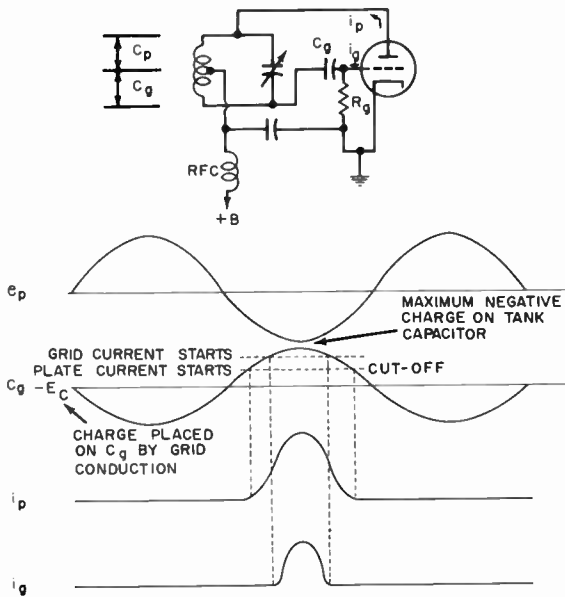 ip
Cp
Cg
Cg
ig
Rg
RFC
+B
ep
MAXIMUM NEGATIVE
CHARGE ON TANK
CAPACITOR
GRID CURRENT STARTS
PLATE CURRENT STARTS
CUT-OFF
Cg -EC
CHARGE PLACED
ON Cg BY GRID
CONDUCTION
ip
ig